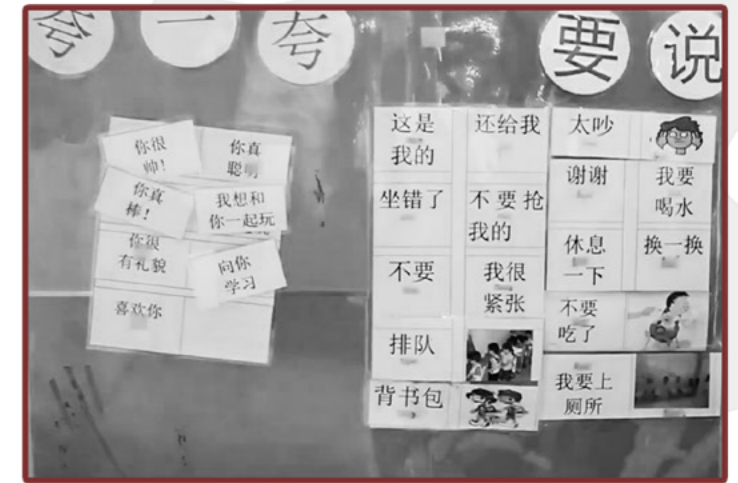 会一夸
要说
你很
帅！
你真
聪明
你真
棒！
我想和
你一起玩
你很
有礼貌
向你
学习
喜欢你
这是
我的
还给我
坐错了
不要抢
我的
不要
我很
紧张
排队
背书包
太吵
谢谢
我要
喝水
休息
一下
换一换
不要
吃了
我要上
厕所